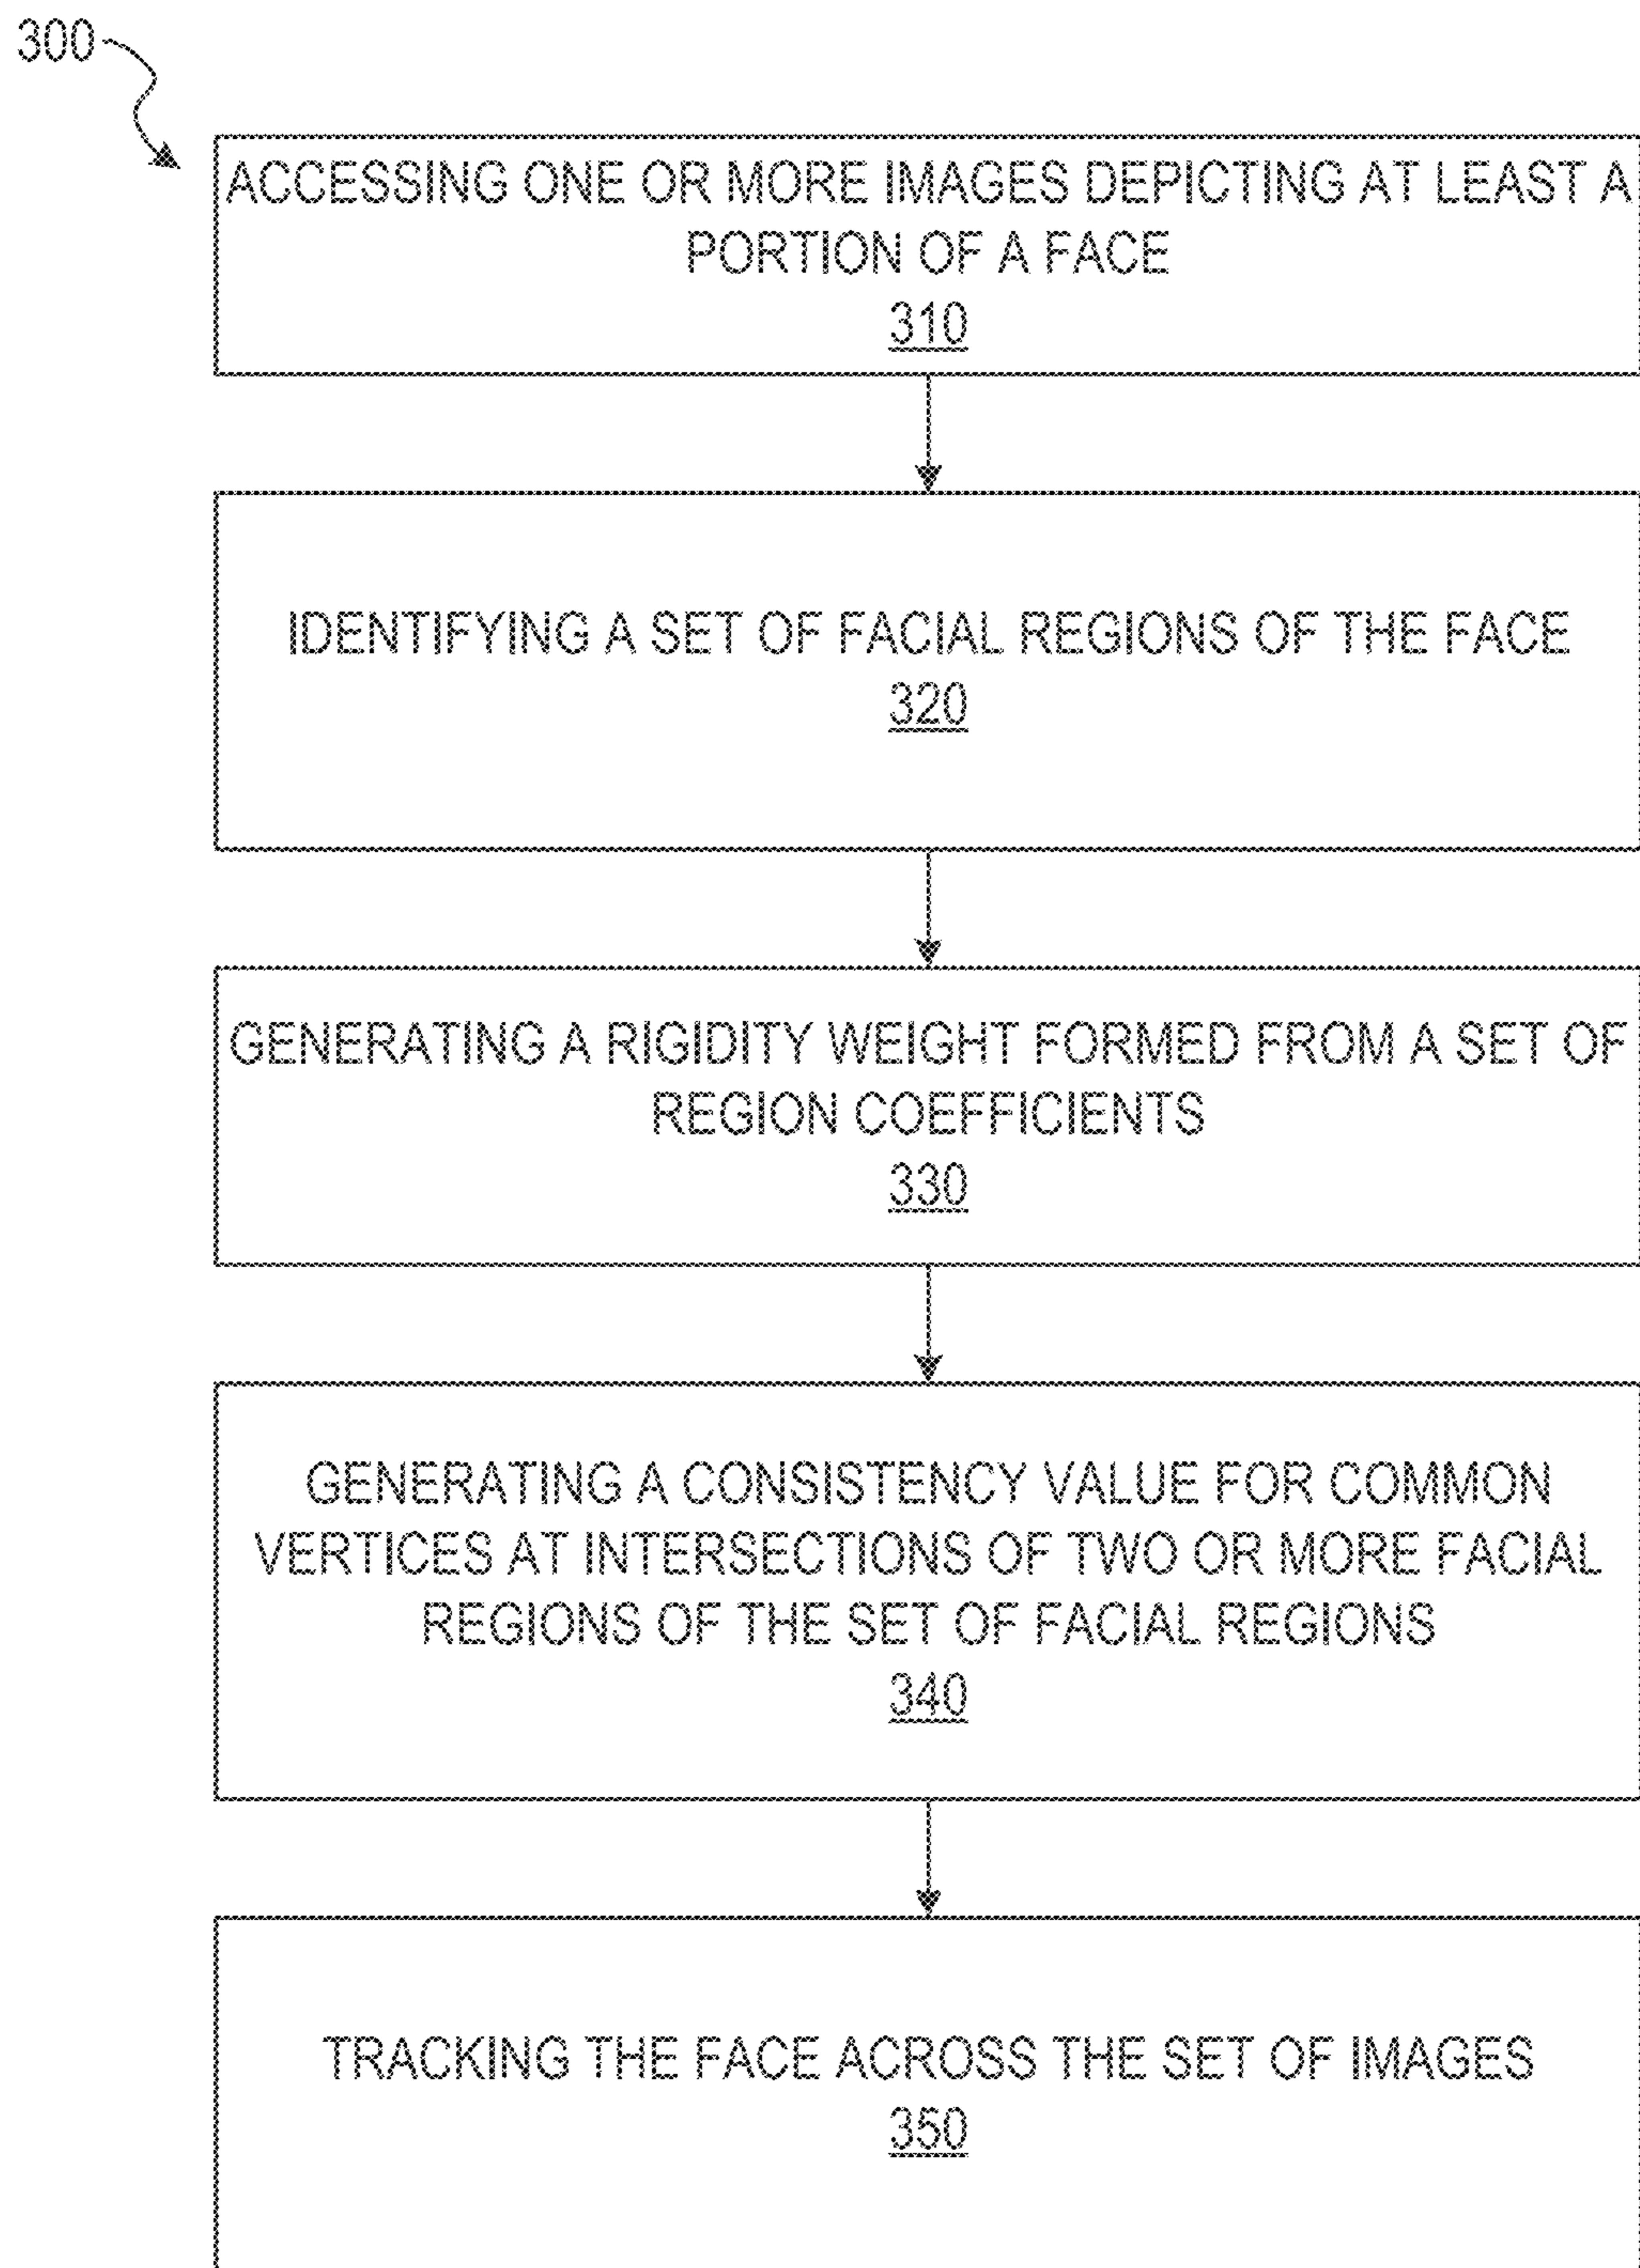 300
ACCESSING ONE OR MORE IMAGES DEPICTING AT LEAST A
PORTION OF A FACE
310
IDENTIFYING A SET OF FACIAL REGIONS OF THE FACE
320
GENERATING A RIGIDITY WEIGHT FORMED FROM A SET OF
REGION COEFFICIENTS
330
GENERATING A CONSISTENCY VALUE FOR COMMON
VERTICES AT INTERSECTIONS OF TWO OR MORE FACIAL
REGIONS OF THE SET OF FACIAL REGIONS
340
TRACKING THE FACE ACROSS THE SET OF IMAGES
350